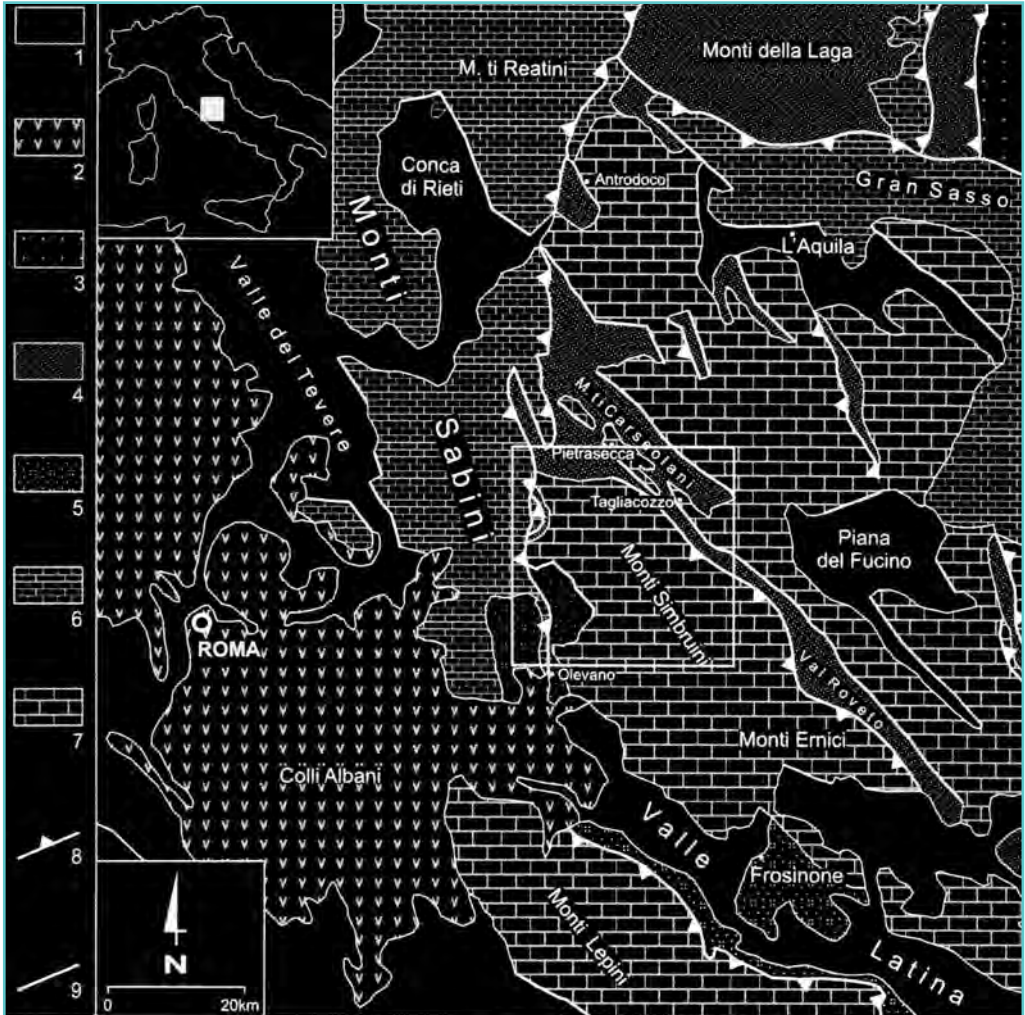 1
2
3
4
5
6
7
8
9
Monti della Laga
M. ti Reatini
Conca
di Rieti
Antrodoco
Gran Sasso
L'Aquila
Monti
Sabini
Valle del Tevere
M. ti Carseolani
Pietrasecca
Tagliacozzo
Piana
del Fucino
Monti Simbruini
ROMA
Olevano
Val Roveto
Monti Ernici
Colli Albani
Valle
Latina
Frosinone
Monti Lepini
N
0 20km